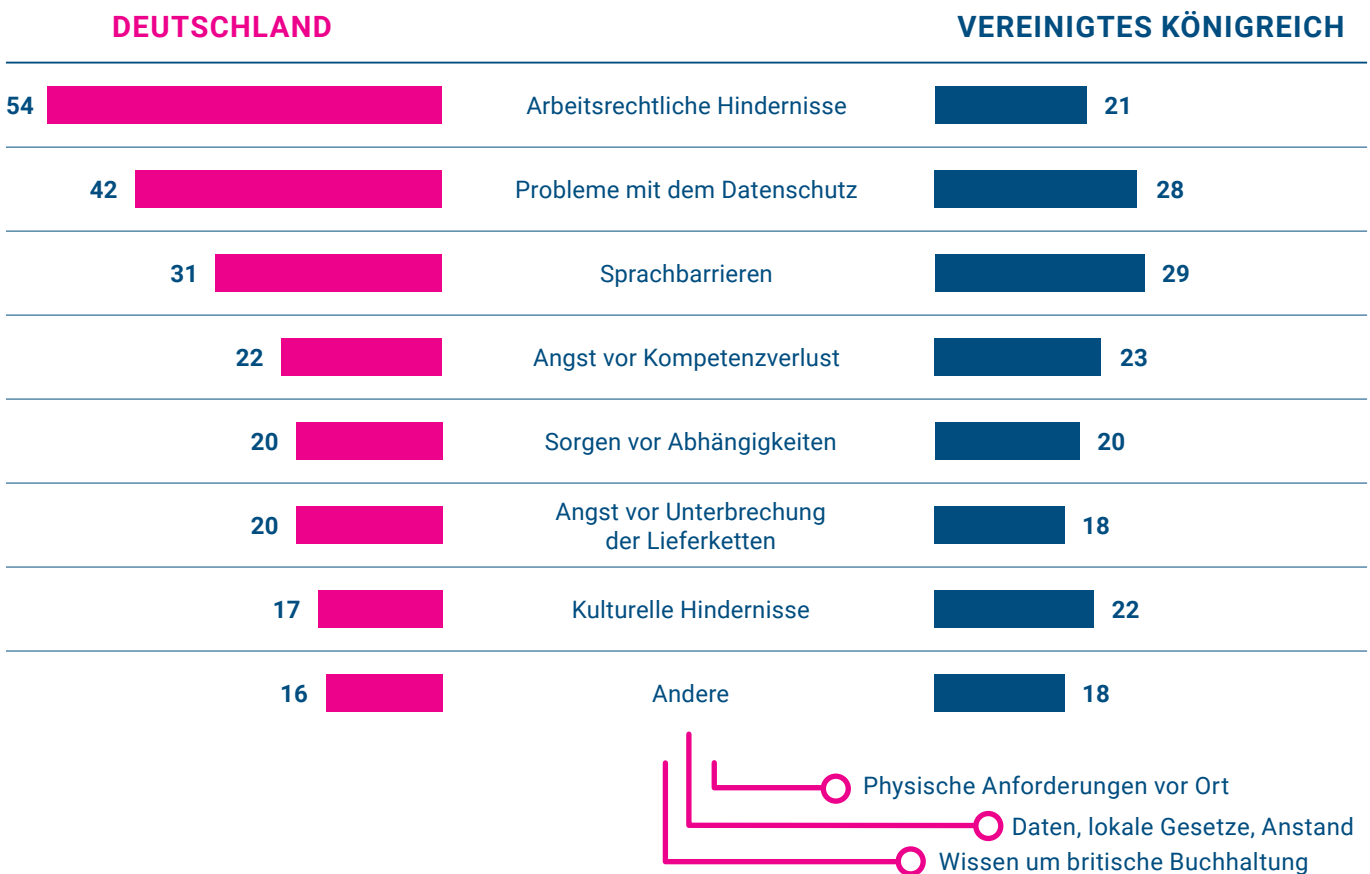 DEUTSCHLAND VEREINIGTES KÖNIGREICH
54 Arbeitsrechtliche Hindernisse 21
42 Probleme mit dem Datenschutz 28
31 Sprachbarrieren 29
22 Angst vor Kompetenzverlust 23
20 Sorgen vor Abhängigkeiten 20
20 Angst vor Unterbrechung 18
der Lieferketten
17 Kulturelle Hindernisse 22
16 Andere 18
Physische Anforderungen vor Ort
Daten, lokale Gesetze, Anstand
Wissen um britische Buchhaltung